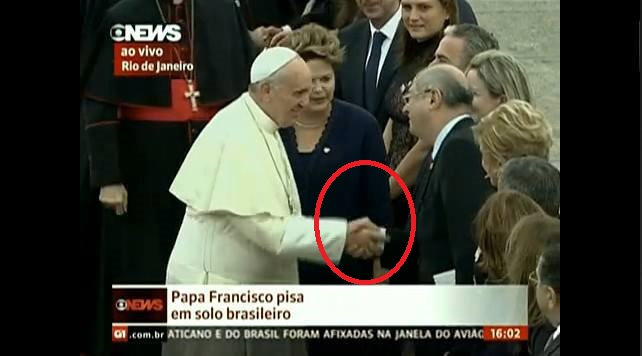 GNEWS
ao vivo
Rio de Janeiro
GNEWS
Papa Francisco pisa
em solo brasileiro
G1 .com.br ATICANO E DO BRASIL FORAM AFIXADAS NA JANELA DO AVIÃO
16:02